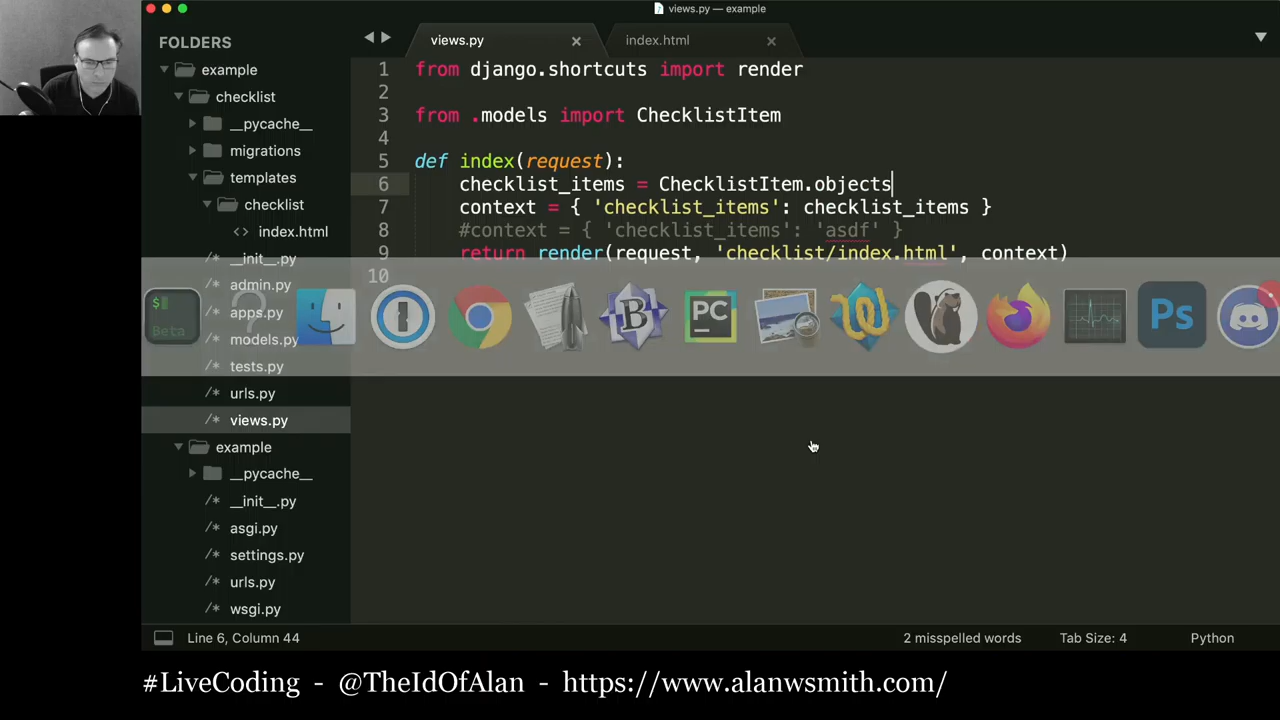 views.py — example
FOLDERS
example
checklist
__pycache__
migrations
templates
checklist
<> index.html
/* __init__.py
admin.py
apps.py
models.py
/* tests.py
/* urls.py
/* views.py
example
__pycache__
/* __init__.py
/* asgi.py
/* settings.py
/* urls.py
/* wsgi.py
views.py
index.html
1 from django.shortcuts import render
2
3 from .models import ChecklistItem
4
5 def index(request):
6 checklist_items = ChecklistItem.objects
7 context = { 'checklist_items': checklist_items }
8 #context = { 'checklist_items': 'asdf' }
9 return render(request, 'checklist/index.html', context)
10
$
Beta
B
PC
Ps
Line 6, Column 44
2 misspelled words
Tab Size: 4
Python
#LiveCoding - @TheIdOfAlan - https://www.alanwsmith.com/